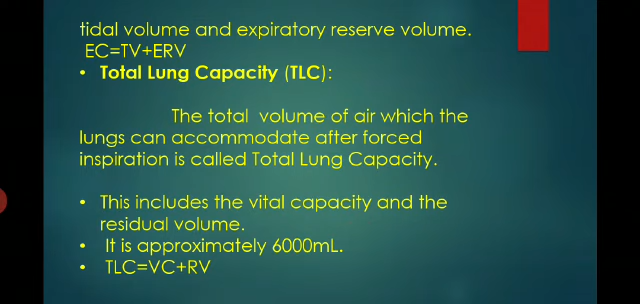 tidal volume and expiratory reserve volume.
EC=TV+ERV
• Total Lung Capacity (TLC):
The total volume of air which the
lungs can accommodate after forced
inspiration is called Total Lung Capacity.
• This includes the vital capacity and the
residual volume.
• It is approximately 6000mL.
• TLC=VC+RV